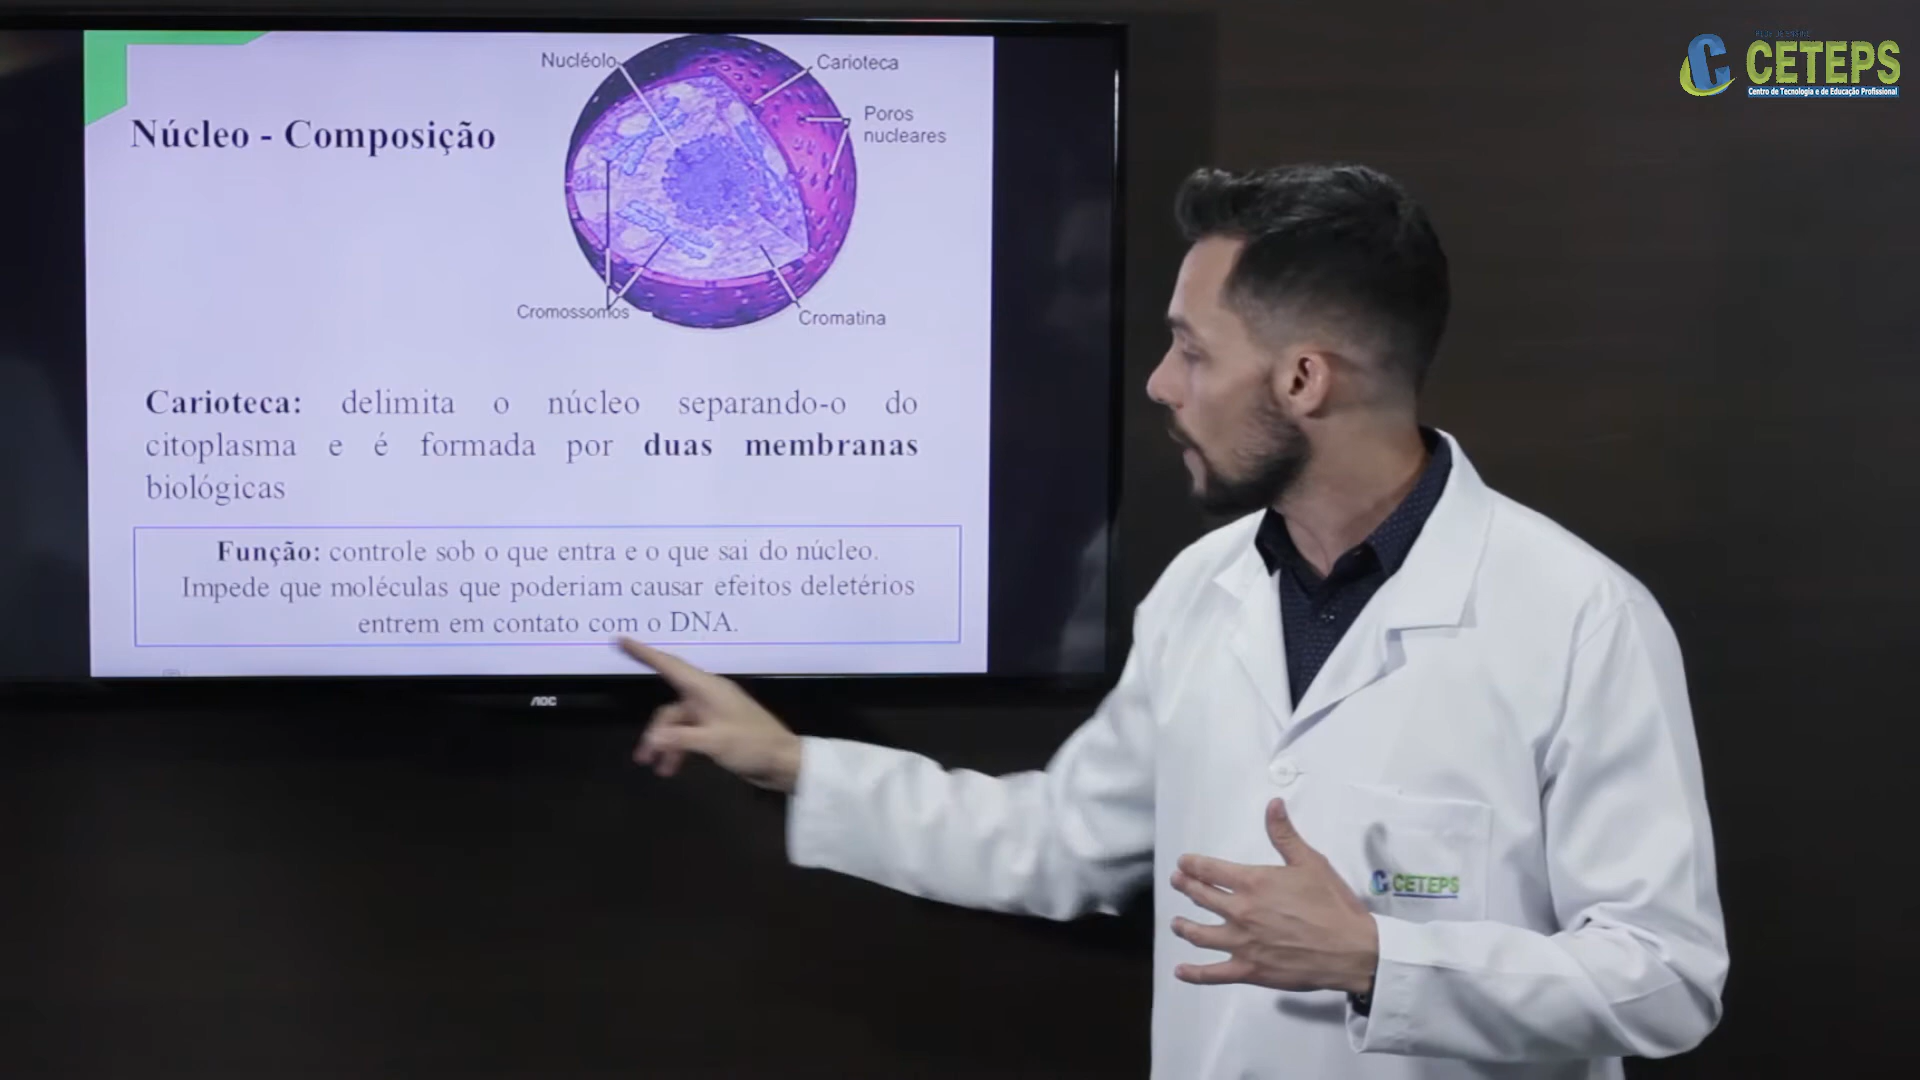 CETEPS
Centro de Tecnologia e de Educação Profissional
Núcleo - Composição
Nucléolo
Carioteca
Poros
nucleares
Cromossomos
Cromatina
Carioteca: delimita o núcleo separando-o do
citoplasma e é formada por duas membranas
biológicas
Função: controle sob o que entra e o que sai do núcleo.
Impede que moléculas que poderiam causar efeitos deletérios
entrem em contato com o DNA.
AOC
CETEPS